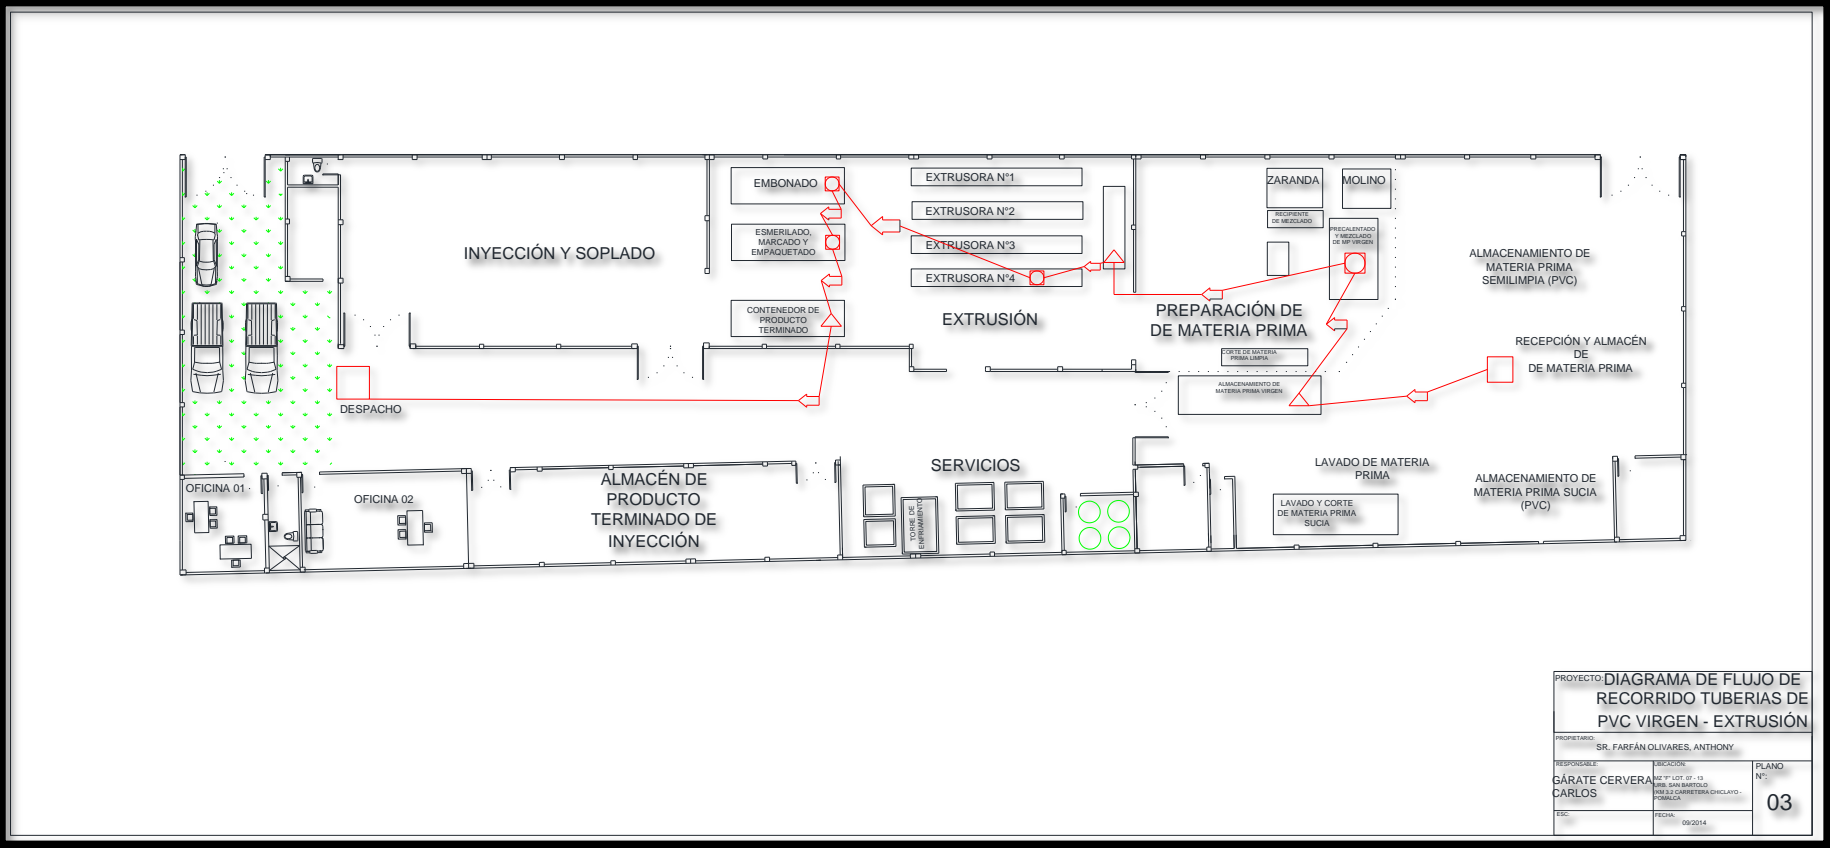 EMBONADO
EXTRUSORA N°1
ZARANDA
MOLINO
EXTRUSORA N°2
RECIPIENTE
DE MEZCLADO
ESMERILADO,
MARCADO Y
EMPAQUETADO
EXTRUSORA N°3
PRECALENTADO
Y MEZCLADO
DE MP VIRGEN
INYECCIÓN Y SOPLADO
EXTRUSORA N°4
ALMACENAMIENTO DE
MATERIA PRIMA
SEMILIMPIA (PVC)
CONTENEDOR DE
PRODUCTO
TERMINADO
EXTRUSIÓN
PREPARACIÓN DE
DE MATERIA PRIMA
RECEPCIÓN Y ALMACÉN
DE
DE MATERIA PRIMA
CORTE DE MATERIA
PRIMA LIMPIA
ALMACENAMIENTO DE
MATERIA PRIMA VIRGEN
DESPACHO
SERVICIOS
LAVADO DE MATERIA
PRIMA
OFICINA 01
OFICINA 02
ALMACÉN DE
PRODUCTO
TERMINADO DE
INYECCIÓN
ALMACENAMIENTO DE
MATERIA PRIMA SUCIA
(PVC)
TORRE DE
ENFRIAMIENTO
LAVADO Y CORTE
DE MATERIA PRIMA
SUCIA
PROYECTO: DIAGRAMA DE FLUJO DE
RECORRIDO TUBERIAS DE
PVC VIRGEN - EXTRUSIÓN
PROPIETARIO:
SR. FARFÁN OLIVARES, ANTHONY
RESPONSABLE:
GÁRATE CERVERA
CARLOS
UBICACIÓN:
MZ "F" LOT. 07 - 13
URB. SAN BARTOLO
(KM 3.2 CARRETERA CHICLAYO -
POMALCA
PLANO
N°:
03
ESC:
FECHA:
09/2014